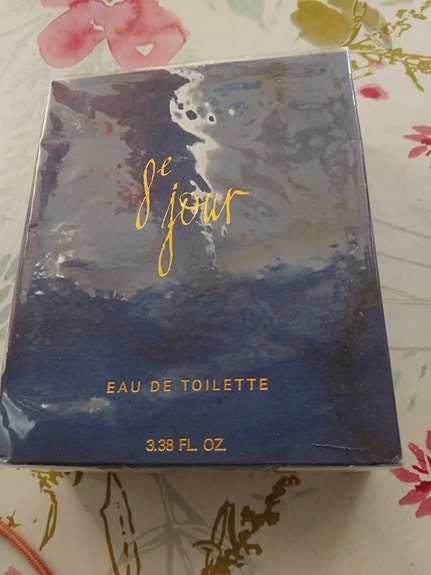 8e
jour
EAU DE TOILETTE
3.38 FL. OZ.